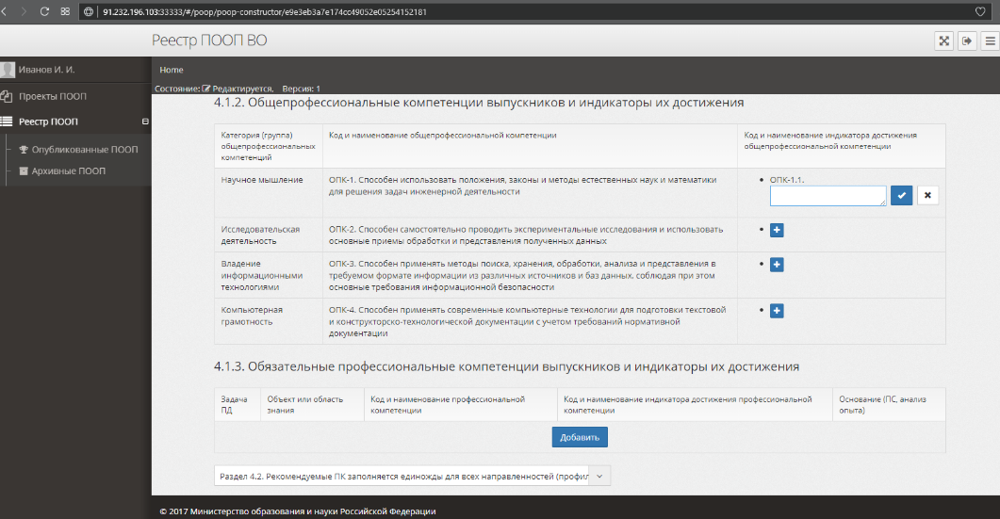 91.232.196.103:33333/#/poop/poop-constructor/e9e3eb3a7e174cc49052e05254152181
Реестр ПООП ВО
Иванов И. И.
Проекты ПООП
Реестр ПООП
Опубликованные ПООП
Архивные ПООП
Home
Состояние: Редактируется, Версия: 1
4.1.2. Общепрофессиональные компетенции выпускников и индикаторы их достижения
Категория (группа)
общепрофессиональных
компетенций
Код и наименование общепрофессиональной компетенции
Код и наименование индикатора достижения
общепрофессиональной компетенции
Научное мышление
ОПК-1. Способен использовать положения, законы и методы естественных наук и математики
для решения задач инженерной деятельности
ОПК-1.1.
Исследовательская
деятельность
ОПК-2. Способен самостоятельно проводить экспериментальные исследования и использовать
основные приемы обработки и представления полученных данных
Владение
информационными
технологиями
ОПК-3. Способен применять методы поиска, хранения, обработки, анализа и представления в
требуемом формате информации из различных источников и баз данных, соблюдая при этом
основные требования информационной безопасности
Компьютерная
грамотность
ОПК-4. Способен применять современные компьютерные технологии для подготовки текстовой
и конструкторско-технологической документации с учетом требований нормативной
документации
4.1.3. Обязательные профессиональные компетенции выпускников и индикаторы их достижения
Задача
ПД
Объект или область
знания
Код и наименование профессиональной
компетенции
Код и наименование индикатора достижения профессиональной
компетенции
Основание (ПС, анализ
опыта)
Добавить
Раздел 4.2. Рекомендуемые ПК заполняется единожды для всех направленностей (профил
© 2017 Министерство образования и науки Российской Федерации